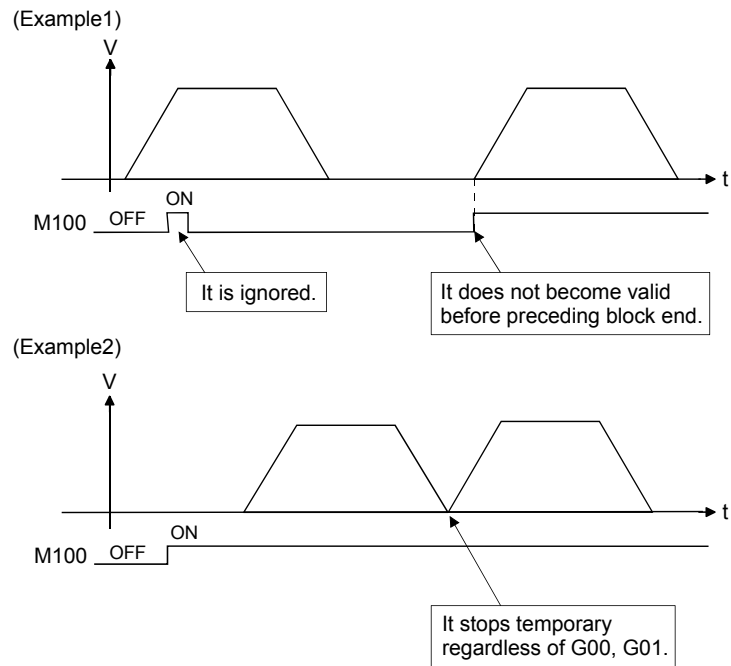 (Example1)
V
t
ON
M100 OFF
It is ignored.
It does not become valid
before preceding block end.
(Example2)
V
t
ON
M100 OFF
It stops temporary
regardless of G00, G01.